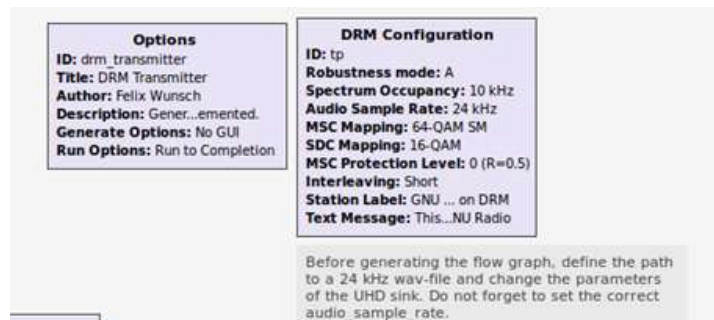 Options
ID: drm_transmitter
Title: DRM Transmitter
Author: Felix Wunsch
Description: Gener...emented.
Generate Options: No GUI
Run Options: Run to Completion
DRM Configuration
ID: tp
Robustness mode: A
Spectrum Occupancy: 10 kHz
Audio Sample Rate: 24 kHz
MSC Mapping: 64-QAM SM
SDC Mapping: 16-QAM
MSC Protection Level: 0 (R=0.5)
Interleaving: Short
Station Label: GNU ... on DRM
Text Message: This...NU Radio
Before generating the flow graph, define the path
to a 24 kHz wav-file and change the parameters
of the UHD sink. Do not forget to set the correct
audio_sample_rate.